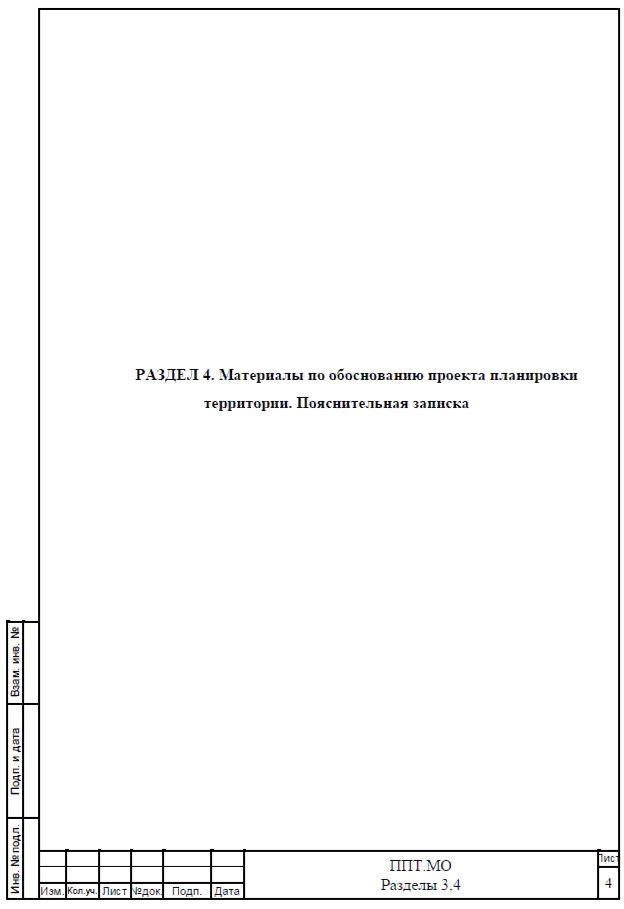 РАЗДЕЛ 4. Материалы по обоснованию проекта планировки
территории. Пояснительная записка
Взам. инв. №
Подп. и дата
Инв. № подл.
Изм. Кол.уч. Лист №док. Подп. Дата
ППТ.МО
Разделы 3,4
Лист
4